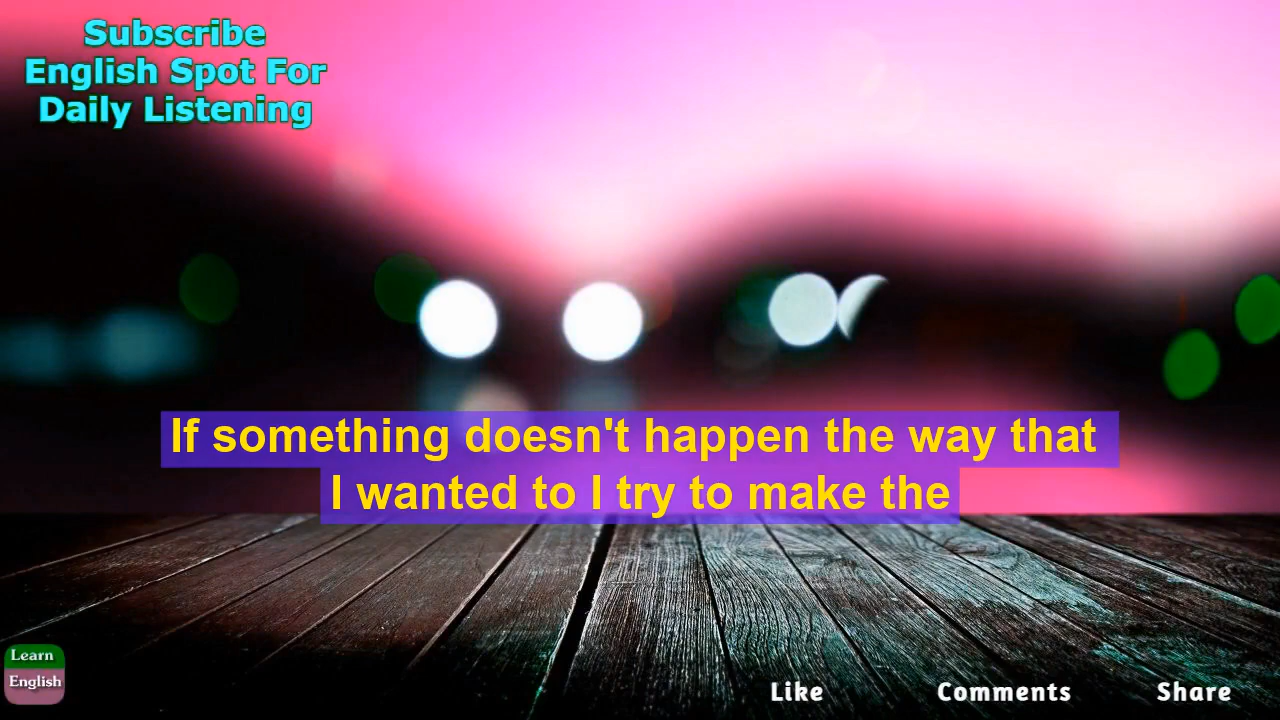 Subscribe
English Spot For
Daily Listening
If something doesn't happen the way that
I wanted to I try to make the
Learn
English
Like
Comments
Share